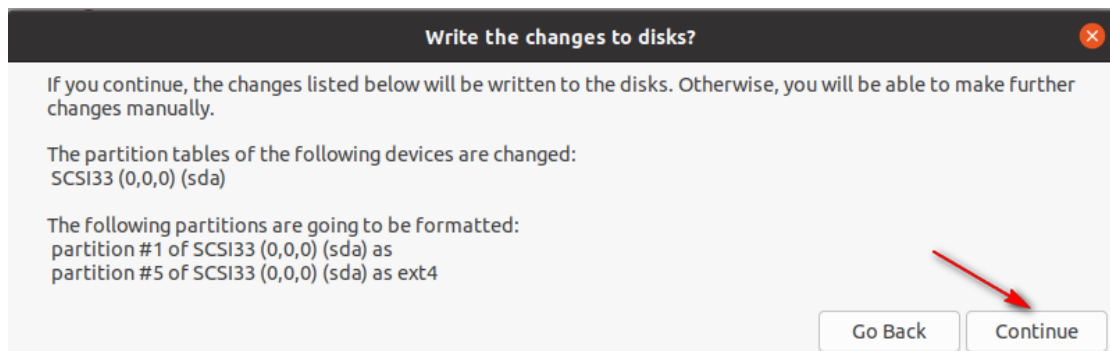 Write the changes to disks?
If you continue, the changes listed below will be written to the disks. Otherwise, you will be able to make further
changes manually.
The partition tables of the following devices are changed:
SCSI33 (0,0,0) (sda)
The following partitions are going to be formatted:
partition #1 of SCSI33 (0,0,0) (sda) as
partition #5 of SCSI33 (0,0,0) (sda) as ext4
Go Back
Continue